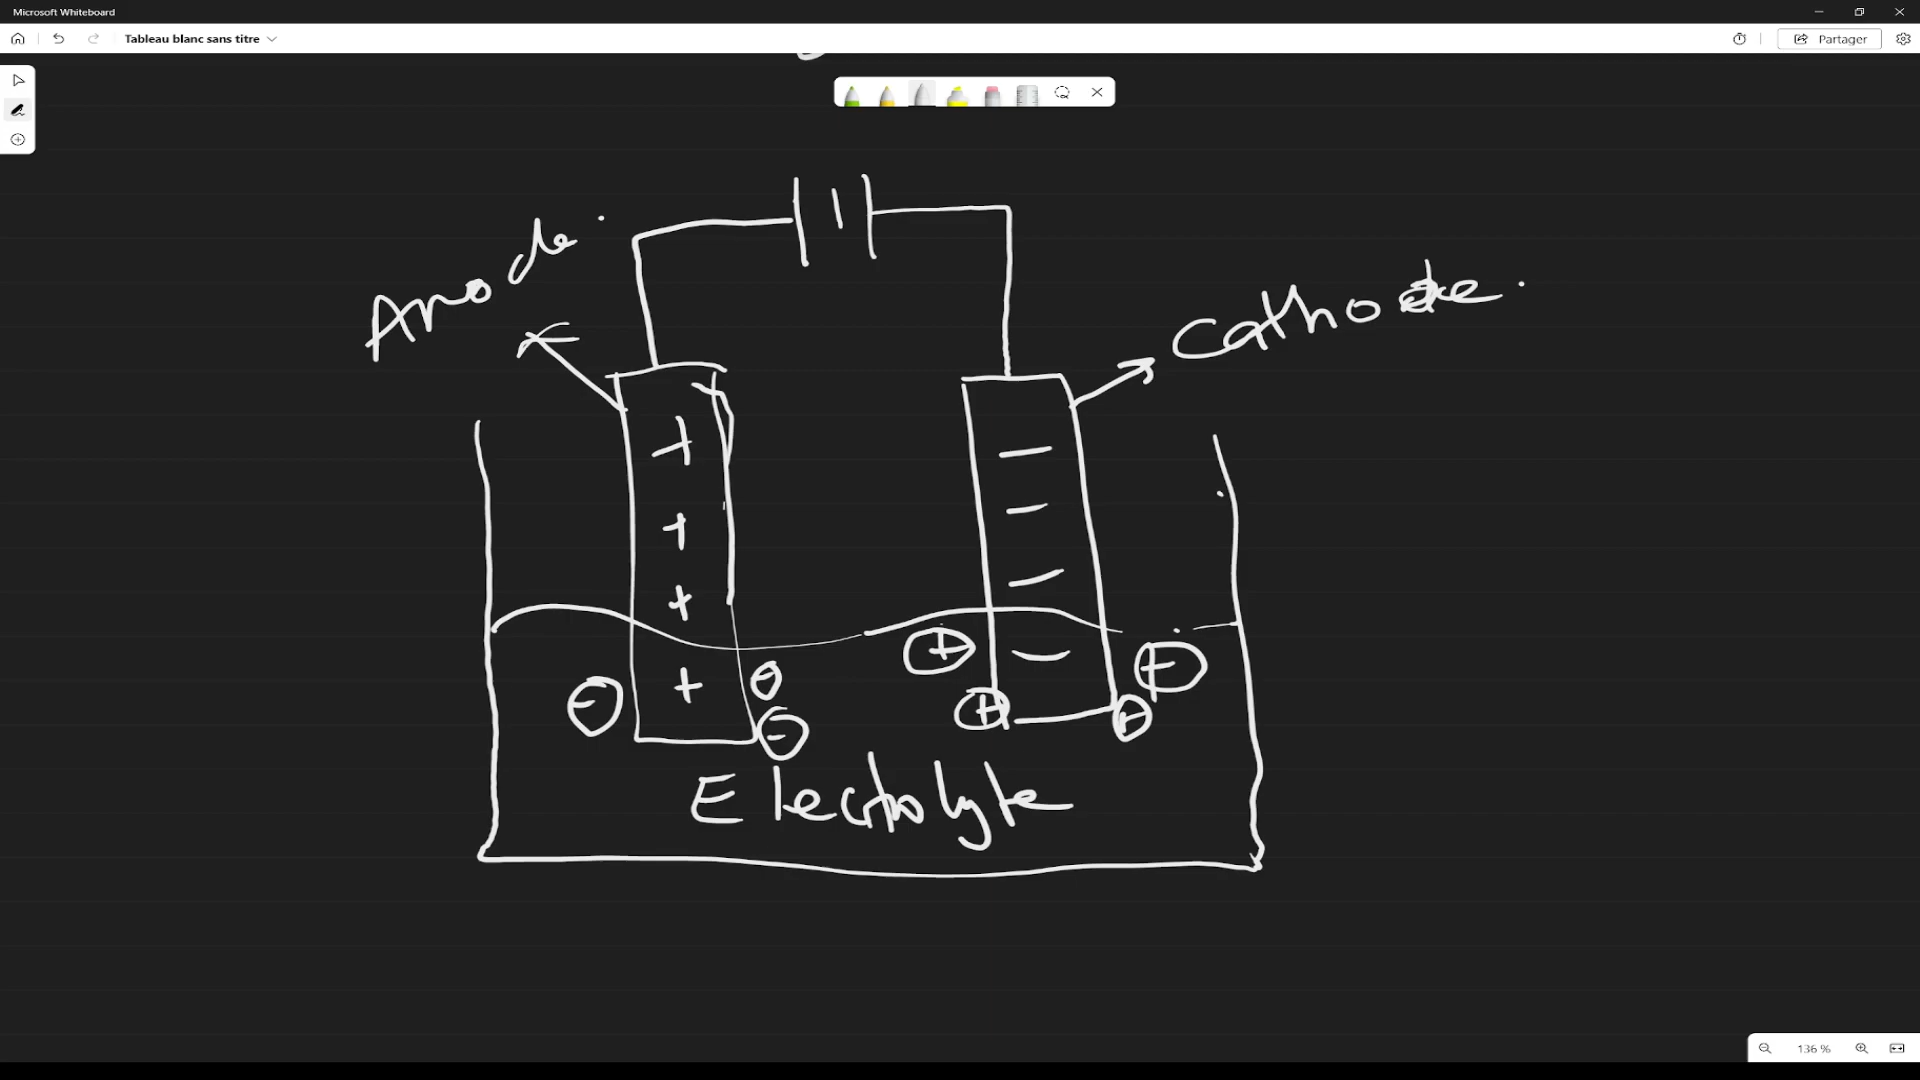 Microsoft Whiteboard
Tableau blanc sans titre
Partager
Anode.
Cathode.
+
+
+
+
Electrolyte
136 %